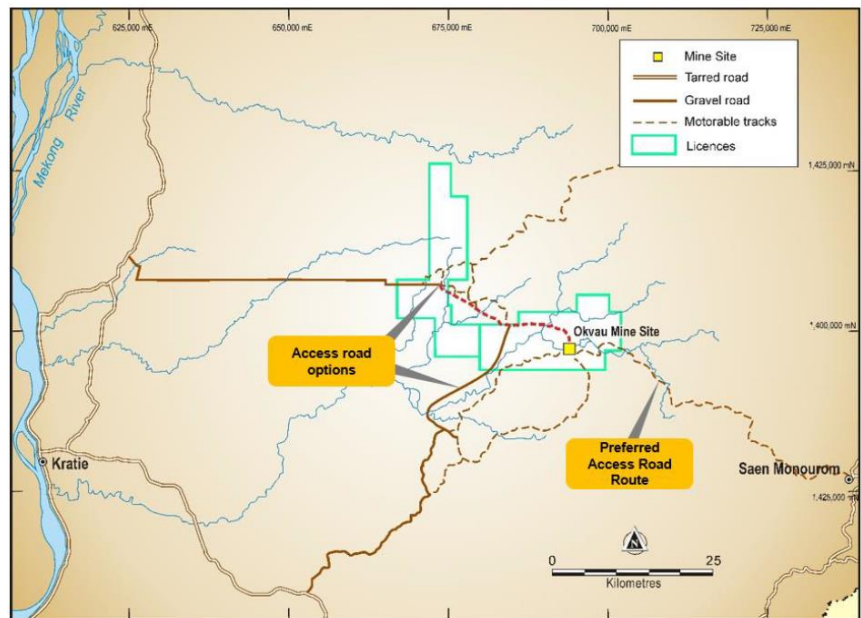 625,000 mE
650,000 mE
675,000 mE
700,000 mE
725,000 mE
Mekong River
Mine Site
Tarred road
Gravel road
Motorable tracks
Licences
1,425,000 mN
1,400,000 mN
Okvau Mine Site
Access road
options
Preferred
Access Road
Route
Kratie
Saen Monourom
1,425,000 mN
N
0
25
Kilometres